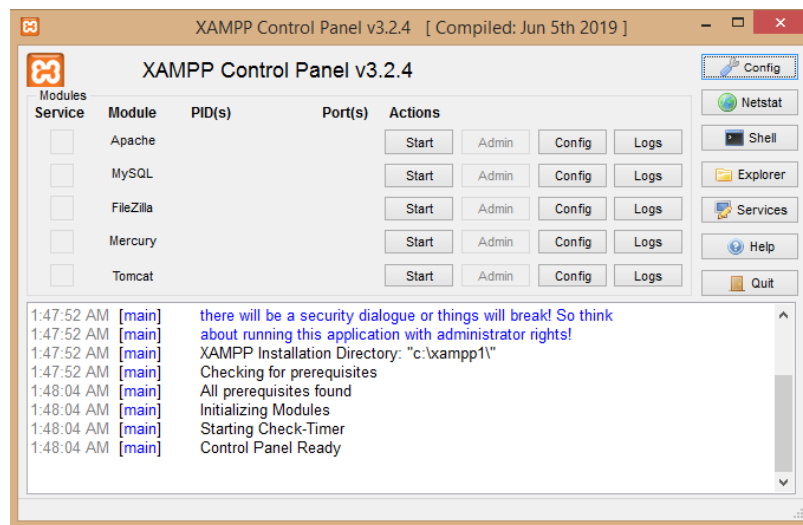 XAMPP Control Panel v3.2.4 [ Compiled: Jun 5th 2019 ]
XAMPP Control Panel v3.2.4
Config
Modules
Service Module PID(s) Port(s) Actions
Netstat
Apache Start Admin Config Logs
Shell
MySQL Start Admin Config Logs
Explorer
FileZilla Start Admin Config Logs
Services
Mercury Start Admin Config Logs
Help
Tomcat Start Admin Config Logs
Quit
1:47:52 AM [main] there will be a security dialogue or things will break! So think
1:47:52 AM [main] about running this application with administrator rights!
1:47:52 AM [main] XAMPP Installation Directory: "c:\xampp1\"
1:47:52 AM [main] Checking for prerequisites
1:48:04 AM [main] All prerequisites found
1:48:04 AM [main] Initializing Modules
1:48:04 AM [main] Starting Check-Timer
1:48:04 AM [main] Control Panel Ready